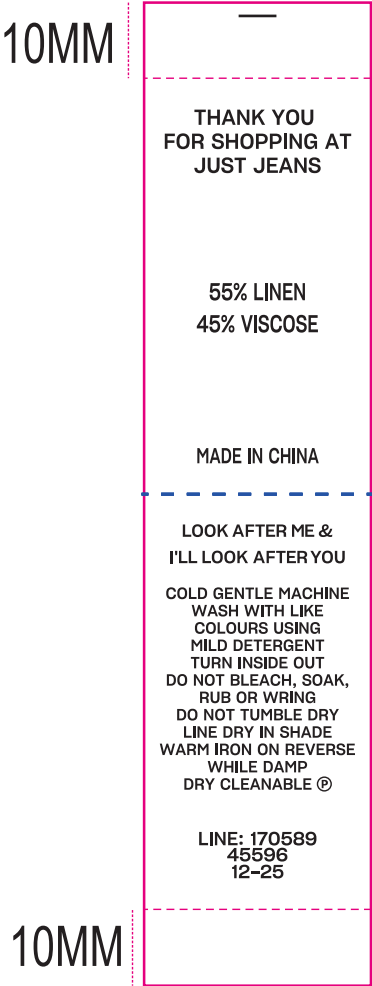 10MM
THANK YOU
FOR SHOPPING AT
JUST JEANS
55% LINEN
45% VISCOSE
MADE IN CHINA
LOOK AFTER ME &
I'LL LOOK AFTER YOU
COLD GENTLE MACHINE
WASH WITH LIKE
COLOURS USING
MILD DETERGENT
TURN INSIDE OUT
DO NOT BLEACH, SOAK,
RUB OR WRING
DO NOT TUMBLE DRY
LINE DRY IN SHADE
WARM IRON ON REVERSE
WHILE DAMP
DRY CLEANABLE Ⓟ
LINE: 170589
45596
12-25
10MM